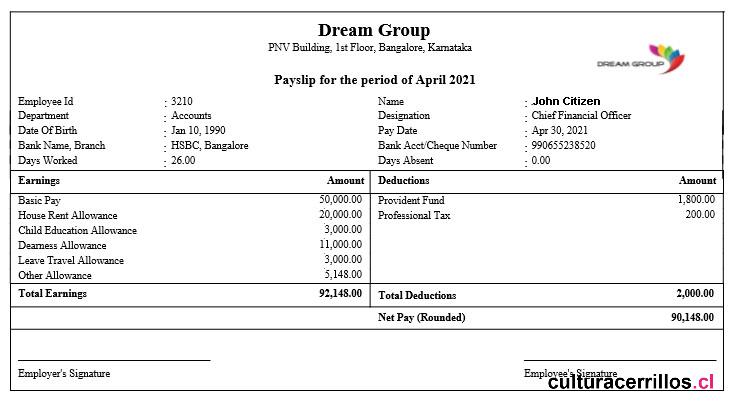 Dream Group
PNV Building, 1st Floor, Bangalore, Karnataka
DREAM GROUP
Payslip for the period of April 2021
Employee Id : 3210 Name : John Citizen
Department : Accounts Designation : Chief Financial Officer
Date Of Birth : Jan 10, 1990 Pay Date : Apr 30, 2021
Bank Name, Branch : HSBC, Bangalore Bank Acct/Cheque Number : 990655238520
Days Worked : 26.00 Days Absent : 0.00
Earnings Amount Deductions Amount
Basic Pay 50,000.00 Provident Fund 1,800.00
House Rent Allowance 20,000.00 Professional Tax 200.00
Child Education Allowance 3,000.00
Dearness Allowance 11,000.00
Leave Travel Allowance 3,000.00
Other Allowance 5,148.00
Total Earnings 92,148.00 Total Deductions 2,000.00
Net Pay (Rounded) 90,148.00
Employer's Signature Employee's Signature
culturacerrillos.cl